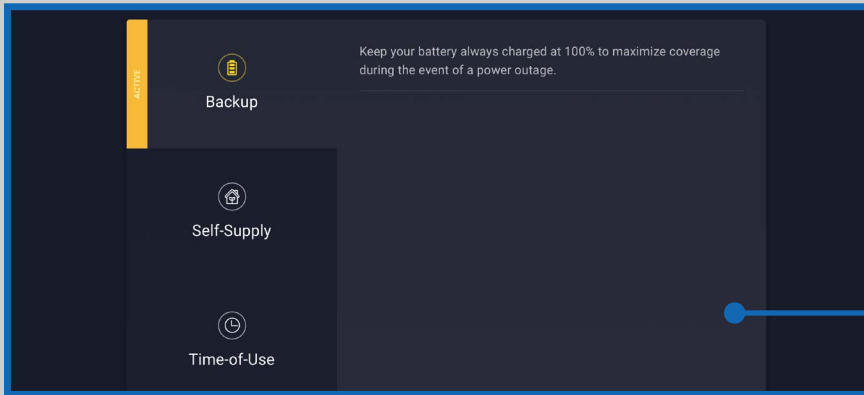 ACTIVE
Backup
Keep your battery always charged at 100% to maximize coverage
during the event of a power outage.
Self-Supply
Time-of-Use